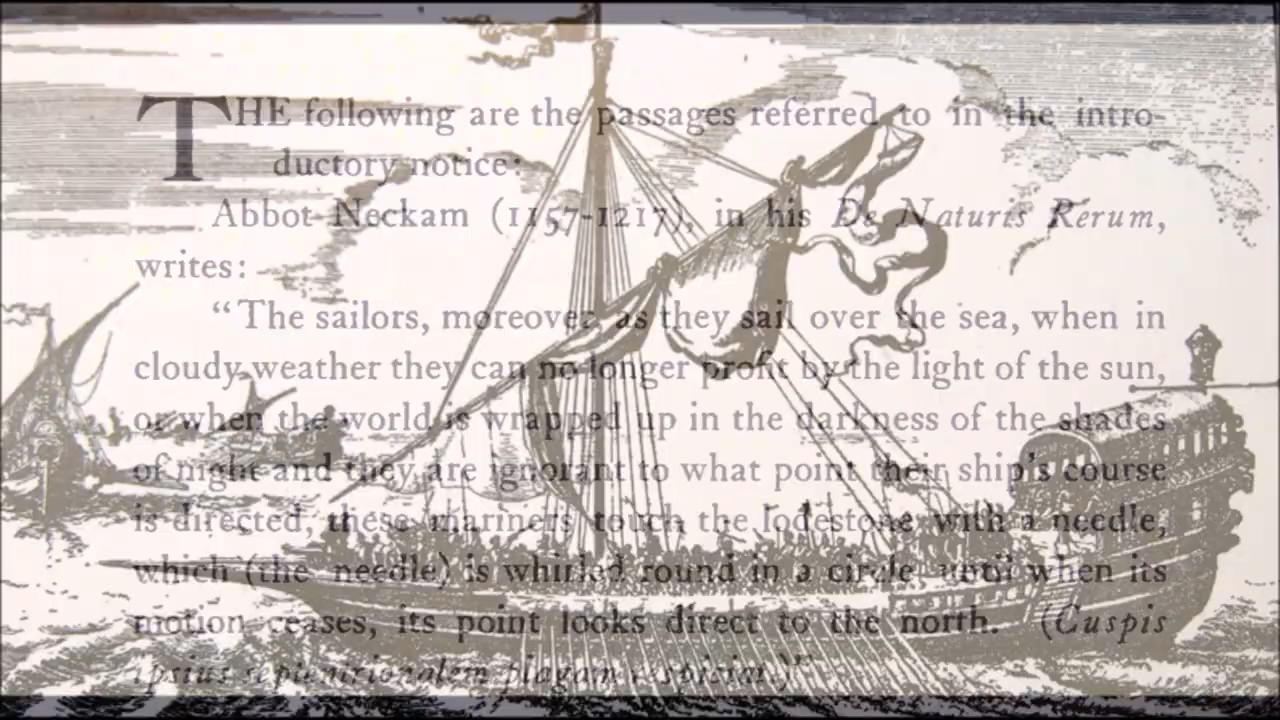 THE following are the passages referred to in the intro-
ductory notice:
Abbot Neckam (1157-1217), in his De Naturis Rerum,
writes:
“The sailors, moreover, as they sail over the sea, when in
cloudy weather they can no longer profit by the light of the sun,
or when the world is wrapped up in the darkness of the shades
of night and they are ignorant to what point their ship's course
is directed, these mariners touch the lodestone with a needle,
which (the needle) is whirled round in a circle until when its
motion ceases, its point looks direct to the north. (Cuspis
ipsius septentrionalem plagam respiciat.)”